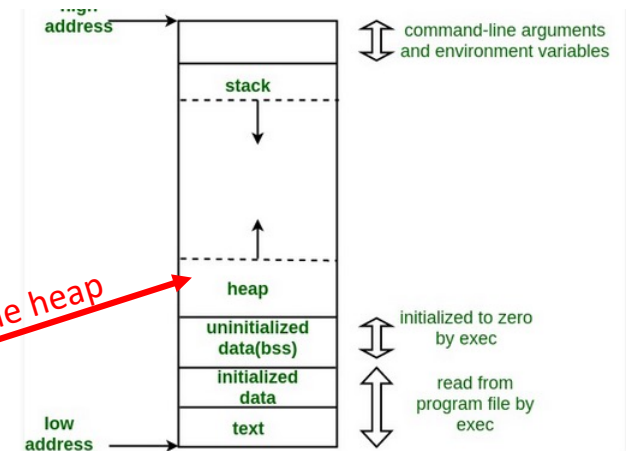 high
address
command-line arguments
and environment variables
stack
heap
heap
uninitialized
data(bss)
initialized to zero
by exec
initialized
data
read from
program file by
exec
text
low
address